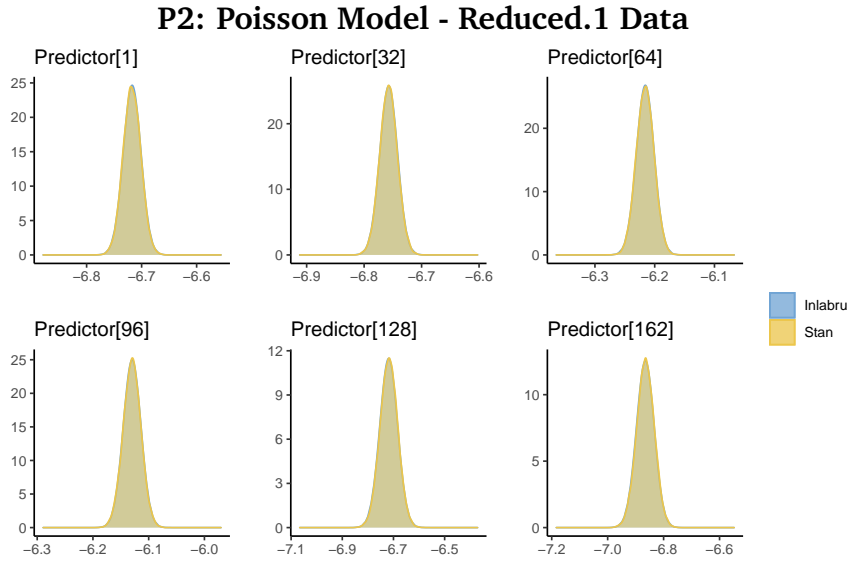 P2: Poisson Model - Reduced.1 Data
Predictor[1]
25
20
15
10
5
0
−6.8 −6.7 −6.6
Predictor[32]
20
10
0
−6.9 −6.8 −6.7 −6.6
Predictor[64]
20
10
0
−6.3 −6.2 −6.1
Predictor[96]
25
20
15
10
5
0
−6.3 −6.2 −6.1 −6.0
Predictor[128]
12
9
6
3
0
−7.1 −6.9 −6.7 −6.5
Predictor[162]
10
5
0
−7.2 −7.0 −6.8 −6.6
Inlabru
Stan